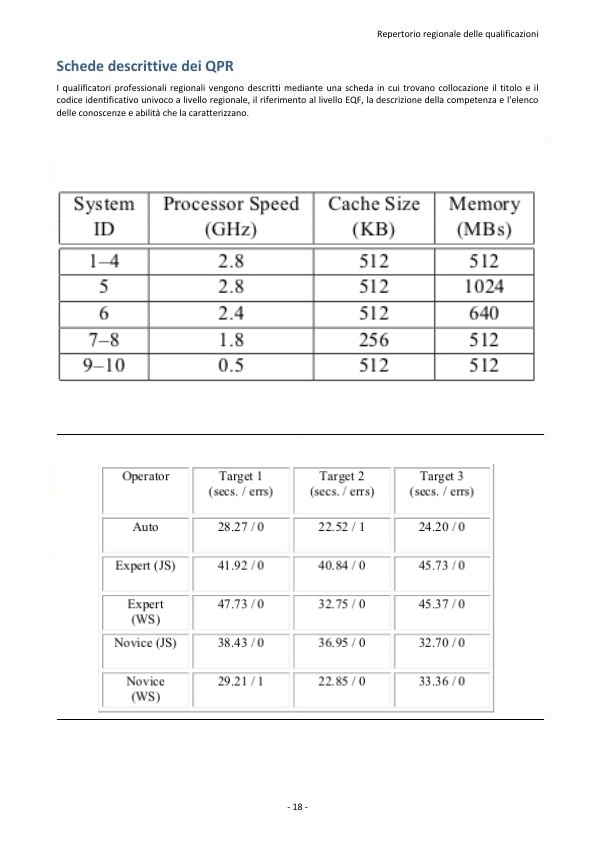 Repertorio regionale delle qualificazioni
Schede descrittive dei QPR
I qualificatori professionali regionali vengono descritti mediante una scheda in cui trovano collocazione il titolo e il
codice identificativo univoco a livello regionale, il riferimento al livello EQF, la descrizione della competenza e l'elenco
delle conoscenze e abilità che la caratterizzano.
System Processor Speed Cache Size Memory
ID (GHz) (KB) (MBs)
1–4 2.8 512 512
5 2.8 512 1024
6 2.4 512 640
7–8 1.8 256 512
9–10 0.5 512 512
Operator Target 1 Target 2 Target 3
(secs. / errs) (secs. / errs) (secs. / errs)
Auto 28.27 / 0 22.52 / 1 24.20 / 0
Expert (JS) 41.92 / 0 40.84 / 0 45.73 / 0
Expert 47.73 / 0 32.75 / 0 45.37 / 0
(WS)
Novice (JS) 38.43 / 0 36.95 / 0 32.70 / 0
Novice 29.21 / 1 22.85 / 0 33.36 / 0
(WS)
- 18 -